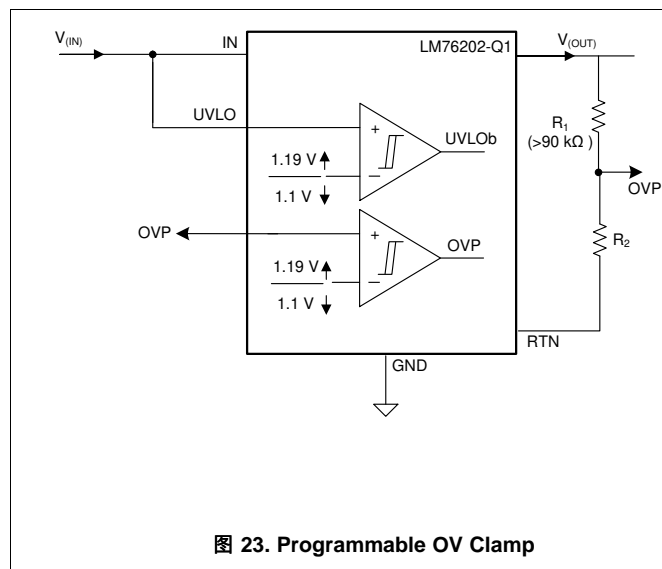 V(IN)
IN
LM76202-Q1
V(OUT)
UVLO
+
UVLOb
1.19 V
−
1.1 V
R1
(>90 kΩ )
OVP
OVP
+
OVP
1.19 V
−
1.1 V
R2
RTN
GND
图 23. Programmable OV Clamp